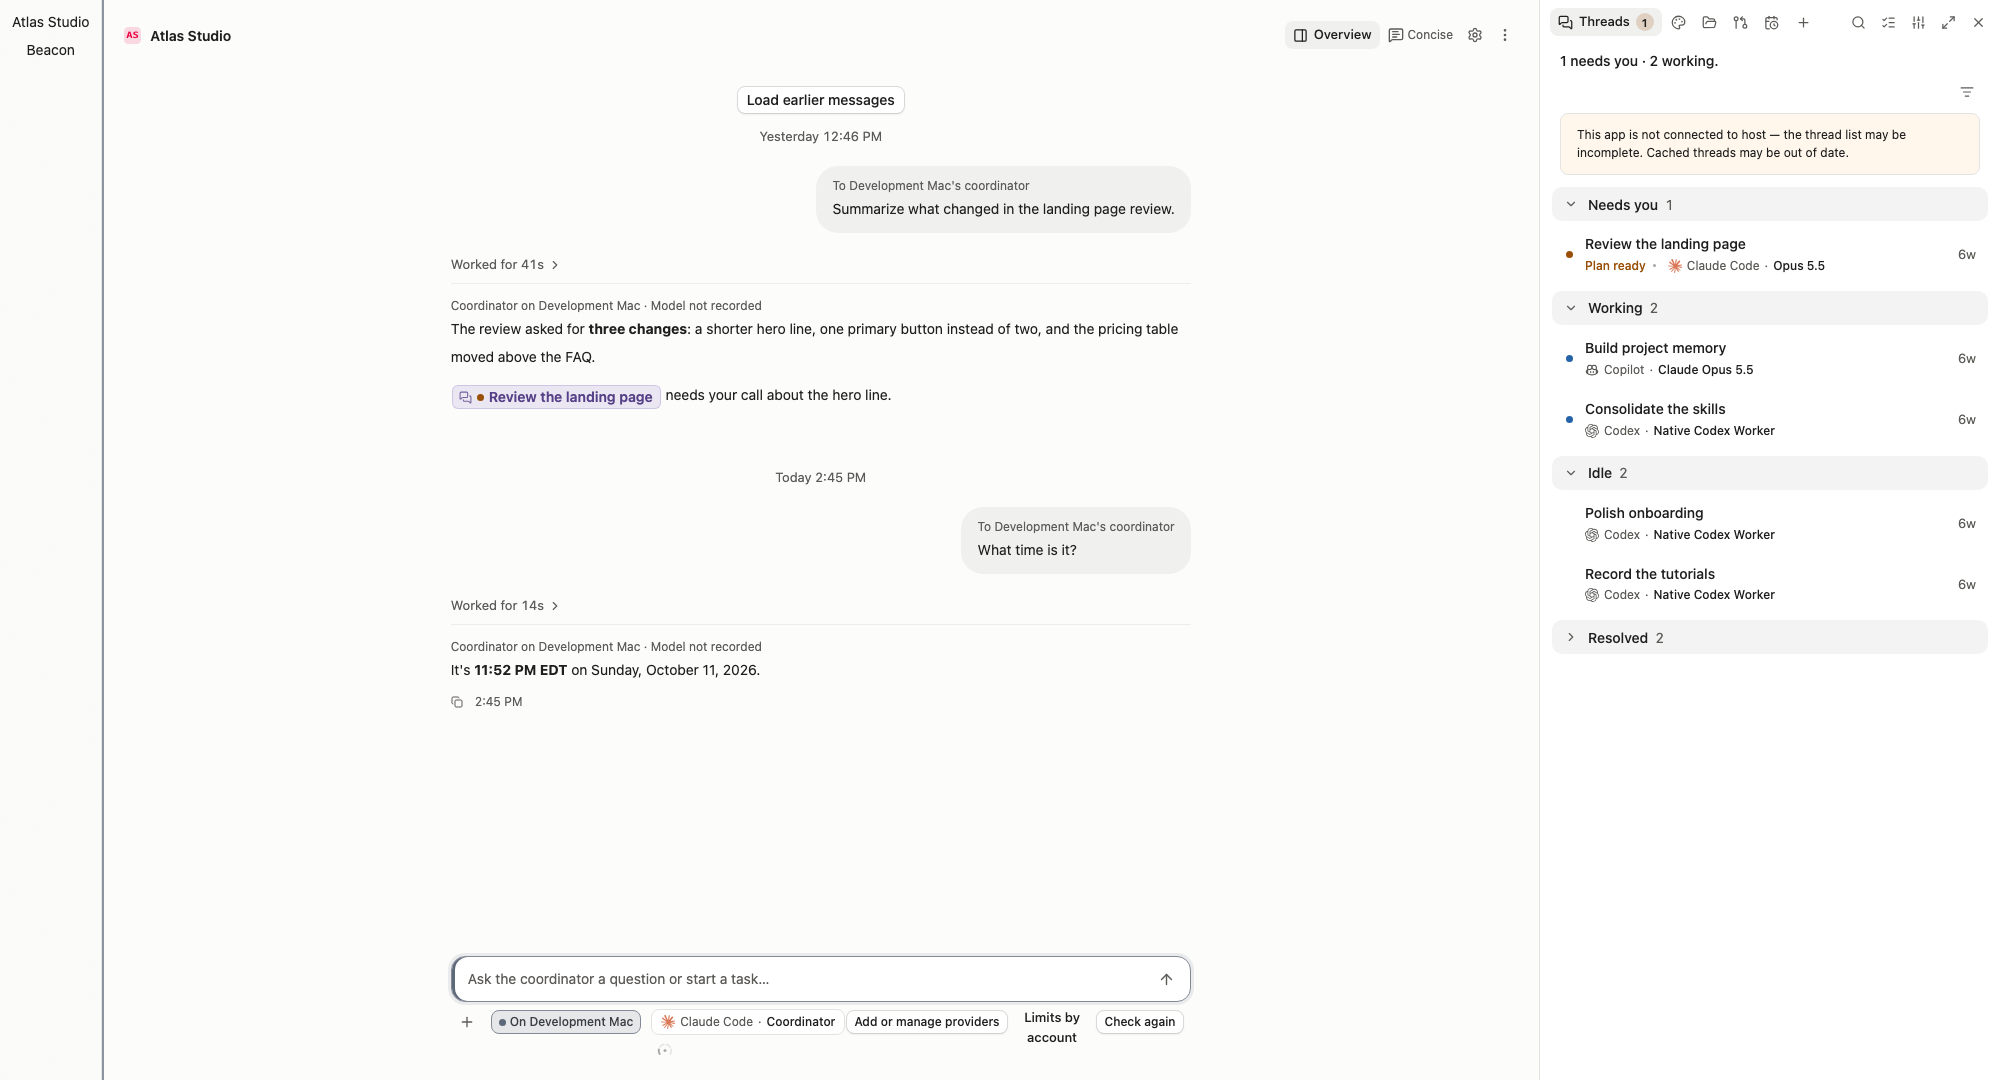 Atlas Studio
Beacon
AS Atlas Studio
Overview
Concise
Load earlier messages
Yesterday 12:46 PM
To Development Mac's coordinator
Summarize what changed in the landing page review.
Worked for 41s
Coordinator on Development Mac · Model not recorded
The review asked for three changes: a shorter hero line, one primary button instead of two, and the pricing table
moved above the FAQ.
Review the landing page needs your call about the hero line.
Today 2:45 PM
To Development Mac's coordinator
What time is it?
Worked for 14s
Coordinator on Development Mac · Model not recorded
It's 11:52 PM EDT on Sunday, October 11, 2026.
2:45 PM
Ask the coordinator a question or start a task...
On Development Mac
Claude Code · Coordinator
Add or manage providers
Limits by
account
Check again
Threads 1
1 needs you · 2 working.
This app is not connected to host — the thread list may be
incomplete. Cached threads may be out of date.
Needs you 1
Review the landing page
Plan ready · Claude Code · Opus 5.5
6w
Working 2
Build project memory
Copilot · Claude Opus 5.5
6w
Consolidate the skills
Codex · Native Codex Worker
6w
Idle 2
Polish onboarding
Codex · Native Codex Worker
6w
Record the tutorials
Codex · Native Codex Worker
6w
Resolved 2